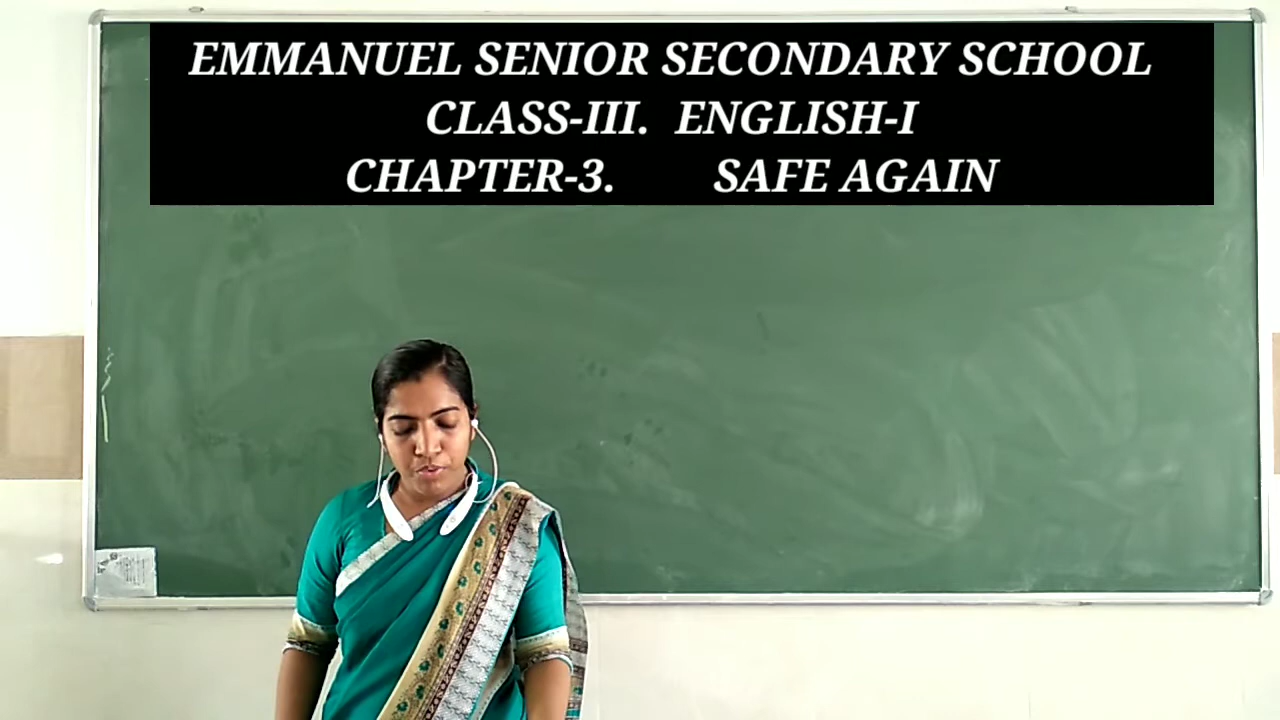 EMMANUEL SENIOR SECONDARY SCHOOL
CLASS-III. ENGLISH-I
CHAPTER-3. SAFE AGAIN